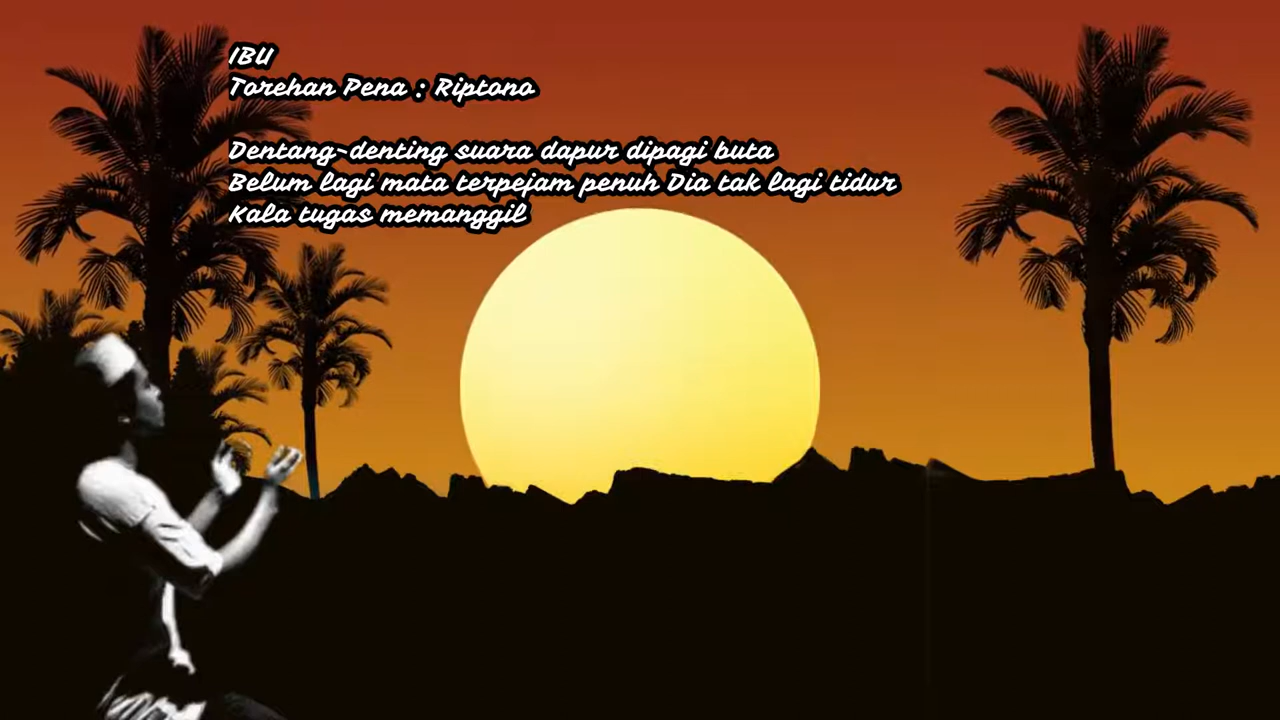 IBU
Torehan Pena : Riptono
Dentang-denting suara dapur dipagi buta
Belum lagi mata terpejam penuh Dia tak lagi tidur
Kala tugas memanggil